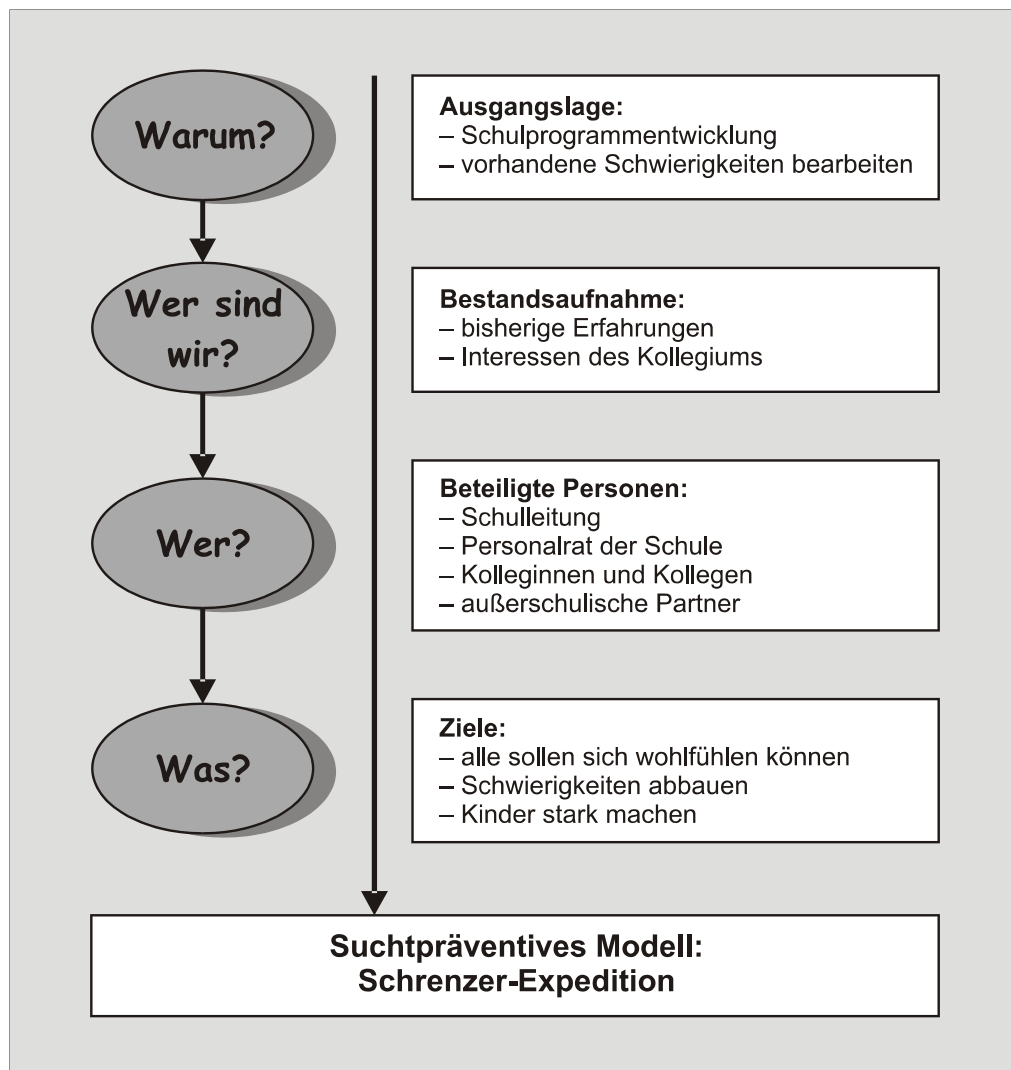 Warum?
Ausgangslage:
– Schulprogrammentwicklung
– vorhandene Schwierigkeiten bearbeiten
Wer sind
wir?
Bestandsaufnahme:
– bisherige Erfahrungen
– Interessen des Kollegiums
Wer?
Beteiligte Personen:
– Schulleitung
– Personalrat der Schule
– Kolleginnen und Kollegen
– außerschulische Partner
Was?
Ziele:
– alle sollen sich wohlfühlen können
– Schwierigkeiten abbauen
– Kinder stark machen
Suchtpräventives Modell:
Schrenzer-Expedition